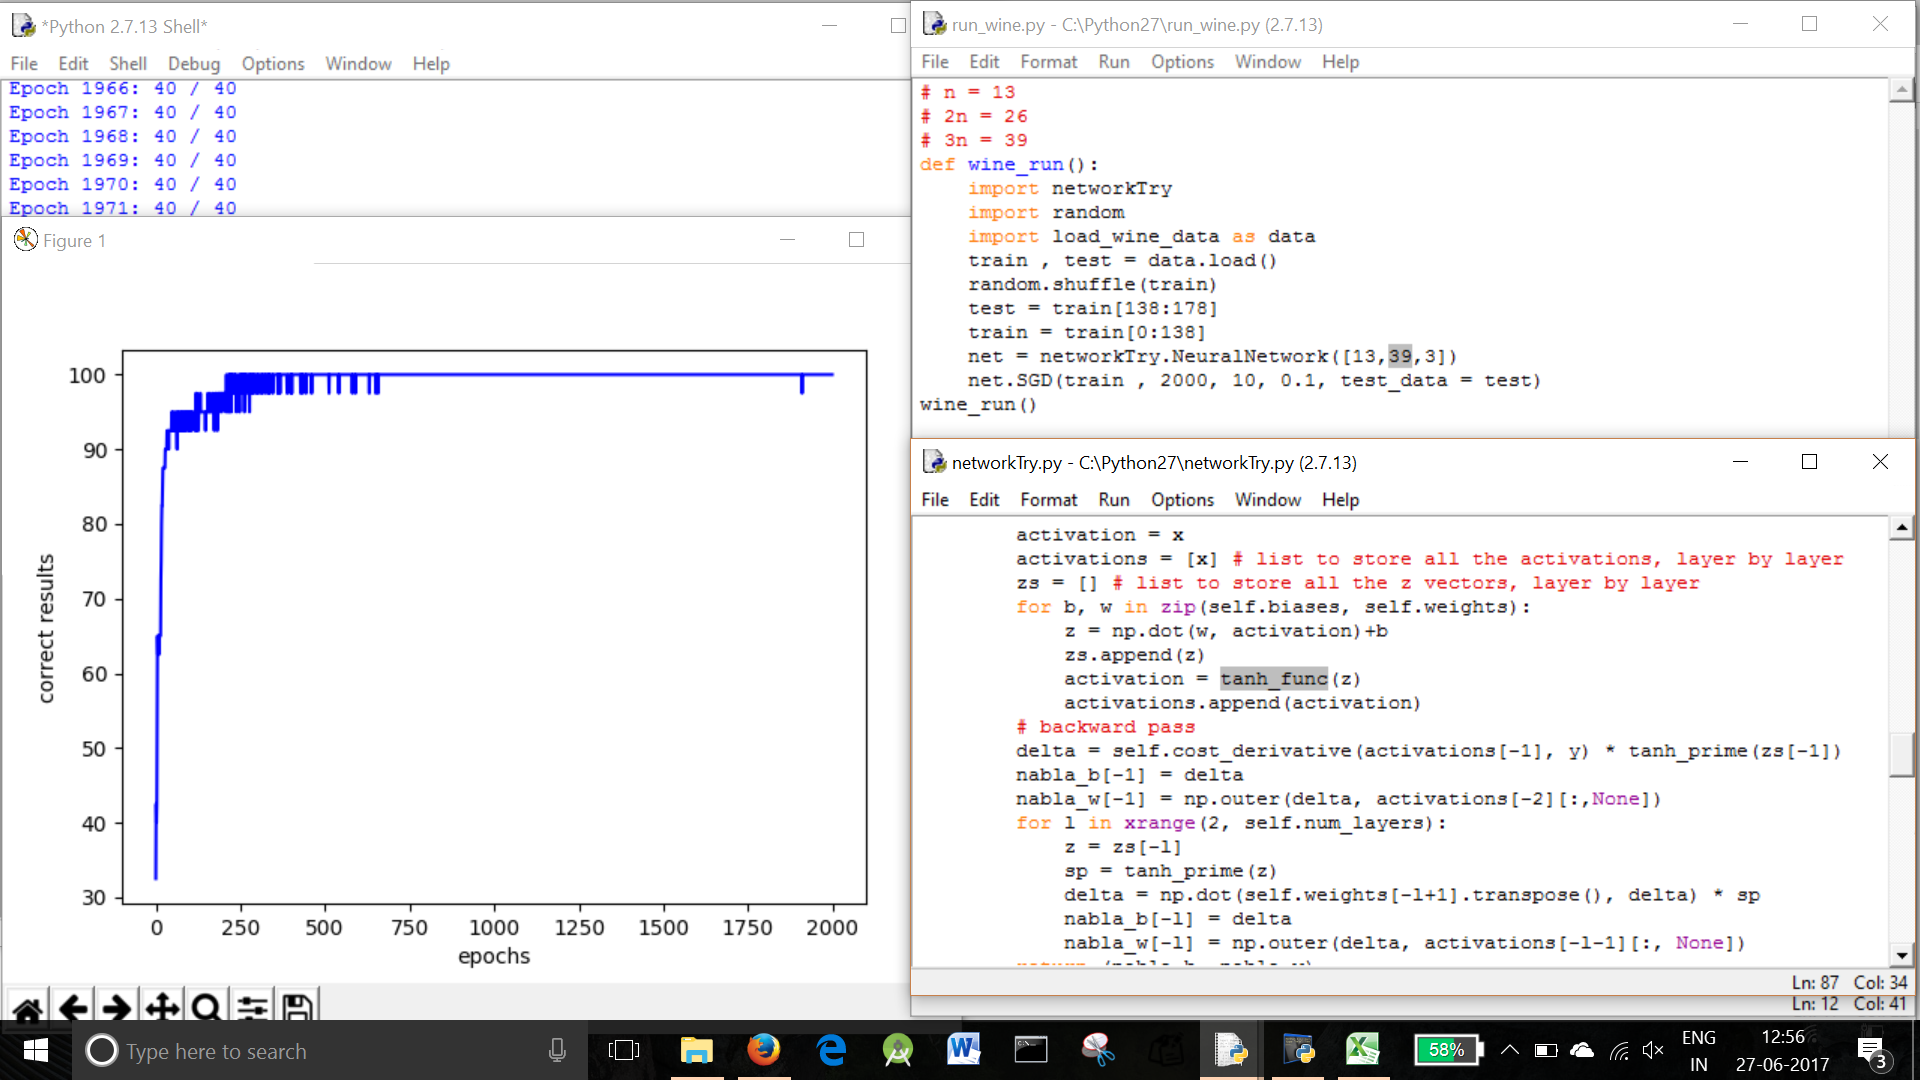 *Python 2.7.13 Shell*
File Edit Shell Debug Options Window Help
Epoch 1966: 40 / 40
Epoch 1967: 40 / 40
Epoch 1968: 40 / 40
Epoch 1969: 40 / 40
Epoch 1970: 40 / 40
Epoch 1971: 40 / 40
Figure 1
100
90
80
70
60
50
40
30
correct results
0 250 500 750 1000 1250 1500 1750 2000
epochs
run_wine.py - C:\Python27\run_wine.py (2.7.13)
File Edit Format Run Options Window Help
# n = 13
# 2n = 26
# 3n = 39
def wine_run():
    import networkTry
    import random
    import load_wine_data as data
    train , test = data.load()
    random.shuffle(train)
    test = train[138:178]
    train = train[0:138]
    net = networkTry.NeuralNetwork([13,39,3])
    net.SGD(train , 2000, 10, 0.1, test_data = test)
wine_run()
networkTry.py - C:\Python27\networkTry.py (2.7.13)
File Edit Format Run Options Window Help
activation = x
activations = [x] # list to store all the activations, layer by layer
zs = [] # list to store all the z vectors, layer by layer
for b, w in zip(self.biases, self.weights):
    z = np.dot(w, activation)+b
    zs.append(z)
    activation = tanh_func(z)
    activations.append(activation)
# backward pass
delta = self.cost_derivative(activations[-1], y) * tanh_prime(zs[-1])
nabla_b[-1] = delta
nabla_w[-1] = np.outer(delta, activations[-2][:,None])
for l in xrange(2, self.num_layers):
    z = zs[-l]
    sp = tanh_prime(z)
    delta = np.dot(self.weights[-l+1].transpose(), delta) * sp
    nabla_b[-l] = delta
    nabla_w[-l] = np.outer(delta, activations[-l-1][:, None])
Ln: 87 Col: 34
Ln: 12 Col: 41
Type here to search
58%
ENG
IN
12:56
27-06-2017
3